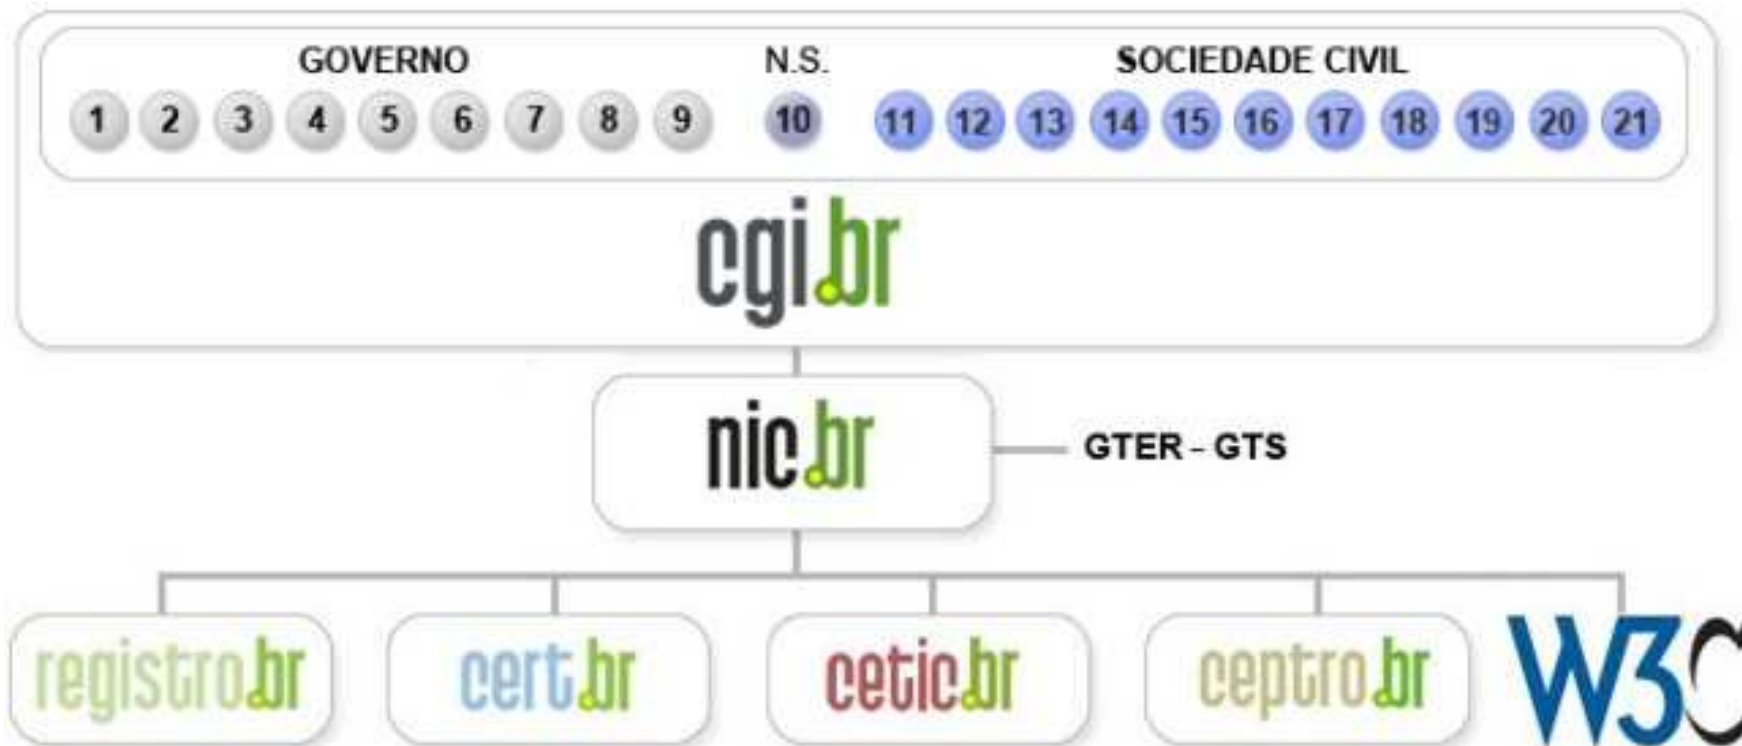 GOVERNO N.S. SOCIEDADE CIVIL
1 2 3 4 5 6 7 8 9 10 11 12 13 14 15 16 17 18 19 20 21
cgi.br
nic.br
GTER - GTS
registro.br cert.br cetic.br ceptro.br W3C